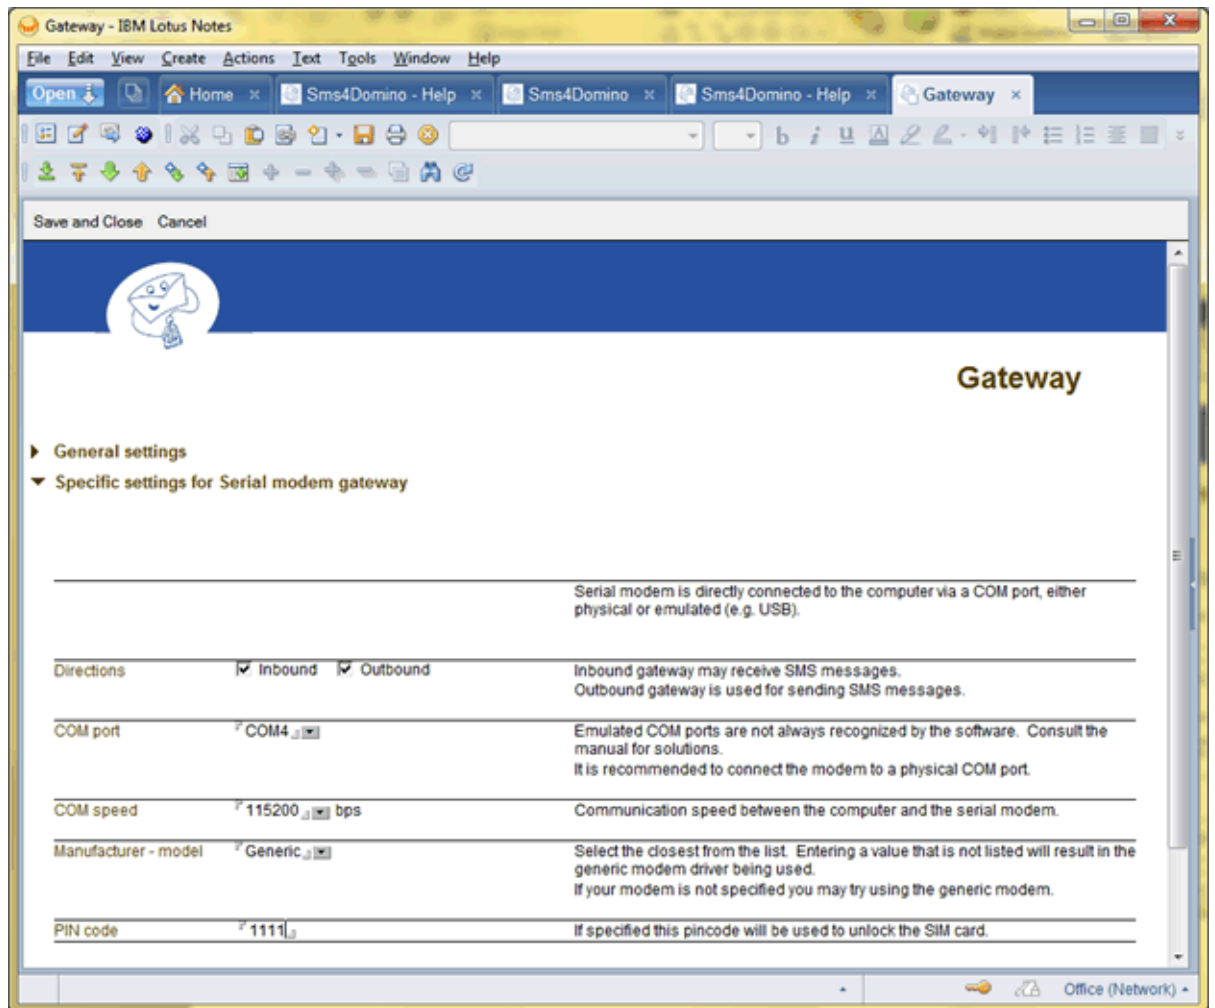 Gateway - IBM Lotus Notes
File Edit View Create Actions Text Tools Window Help
Open Home Sms4Domino - Help Sms4Domino Sms4Domino - Help Gateway
Save and Close Cancel
Gateway
General settings
Specific settings for Serial modem gateway
Serial modem is directly connected to the computer via a COM port, either
physical or emulated (e.g. USB).
Directions Inbound Outbound Inbound gateway may receive SMS messages.
Outbound gateway is used for sending SMS messages.
COM port COM4 Emulated COM ports are not always recognized by the software. Consult the
manual for solutions.
It is recommended to connect the modem to a physical COM port.
COM speed 115200 bps Communication speed between the computer and the serial modem.
Manufacturer - model Generic Select the closest from the list. Entering a value that is not listed will result in the
generic modem driver being used.
If your modem is not specified you may try using the generic modem.
PIN code 1111 If specified this pincode will be used to unlock the SIM card.
Office (Network)